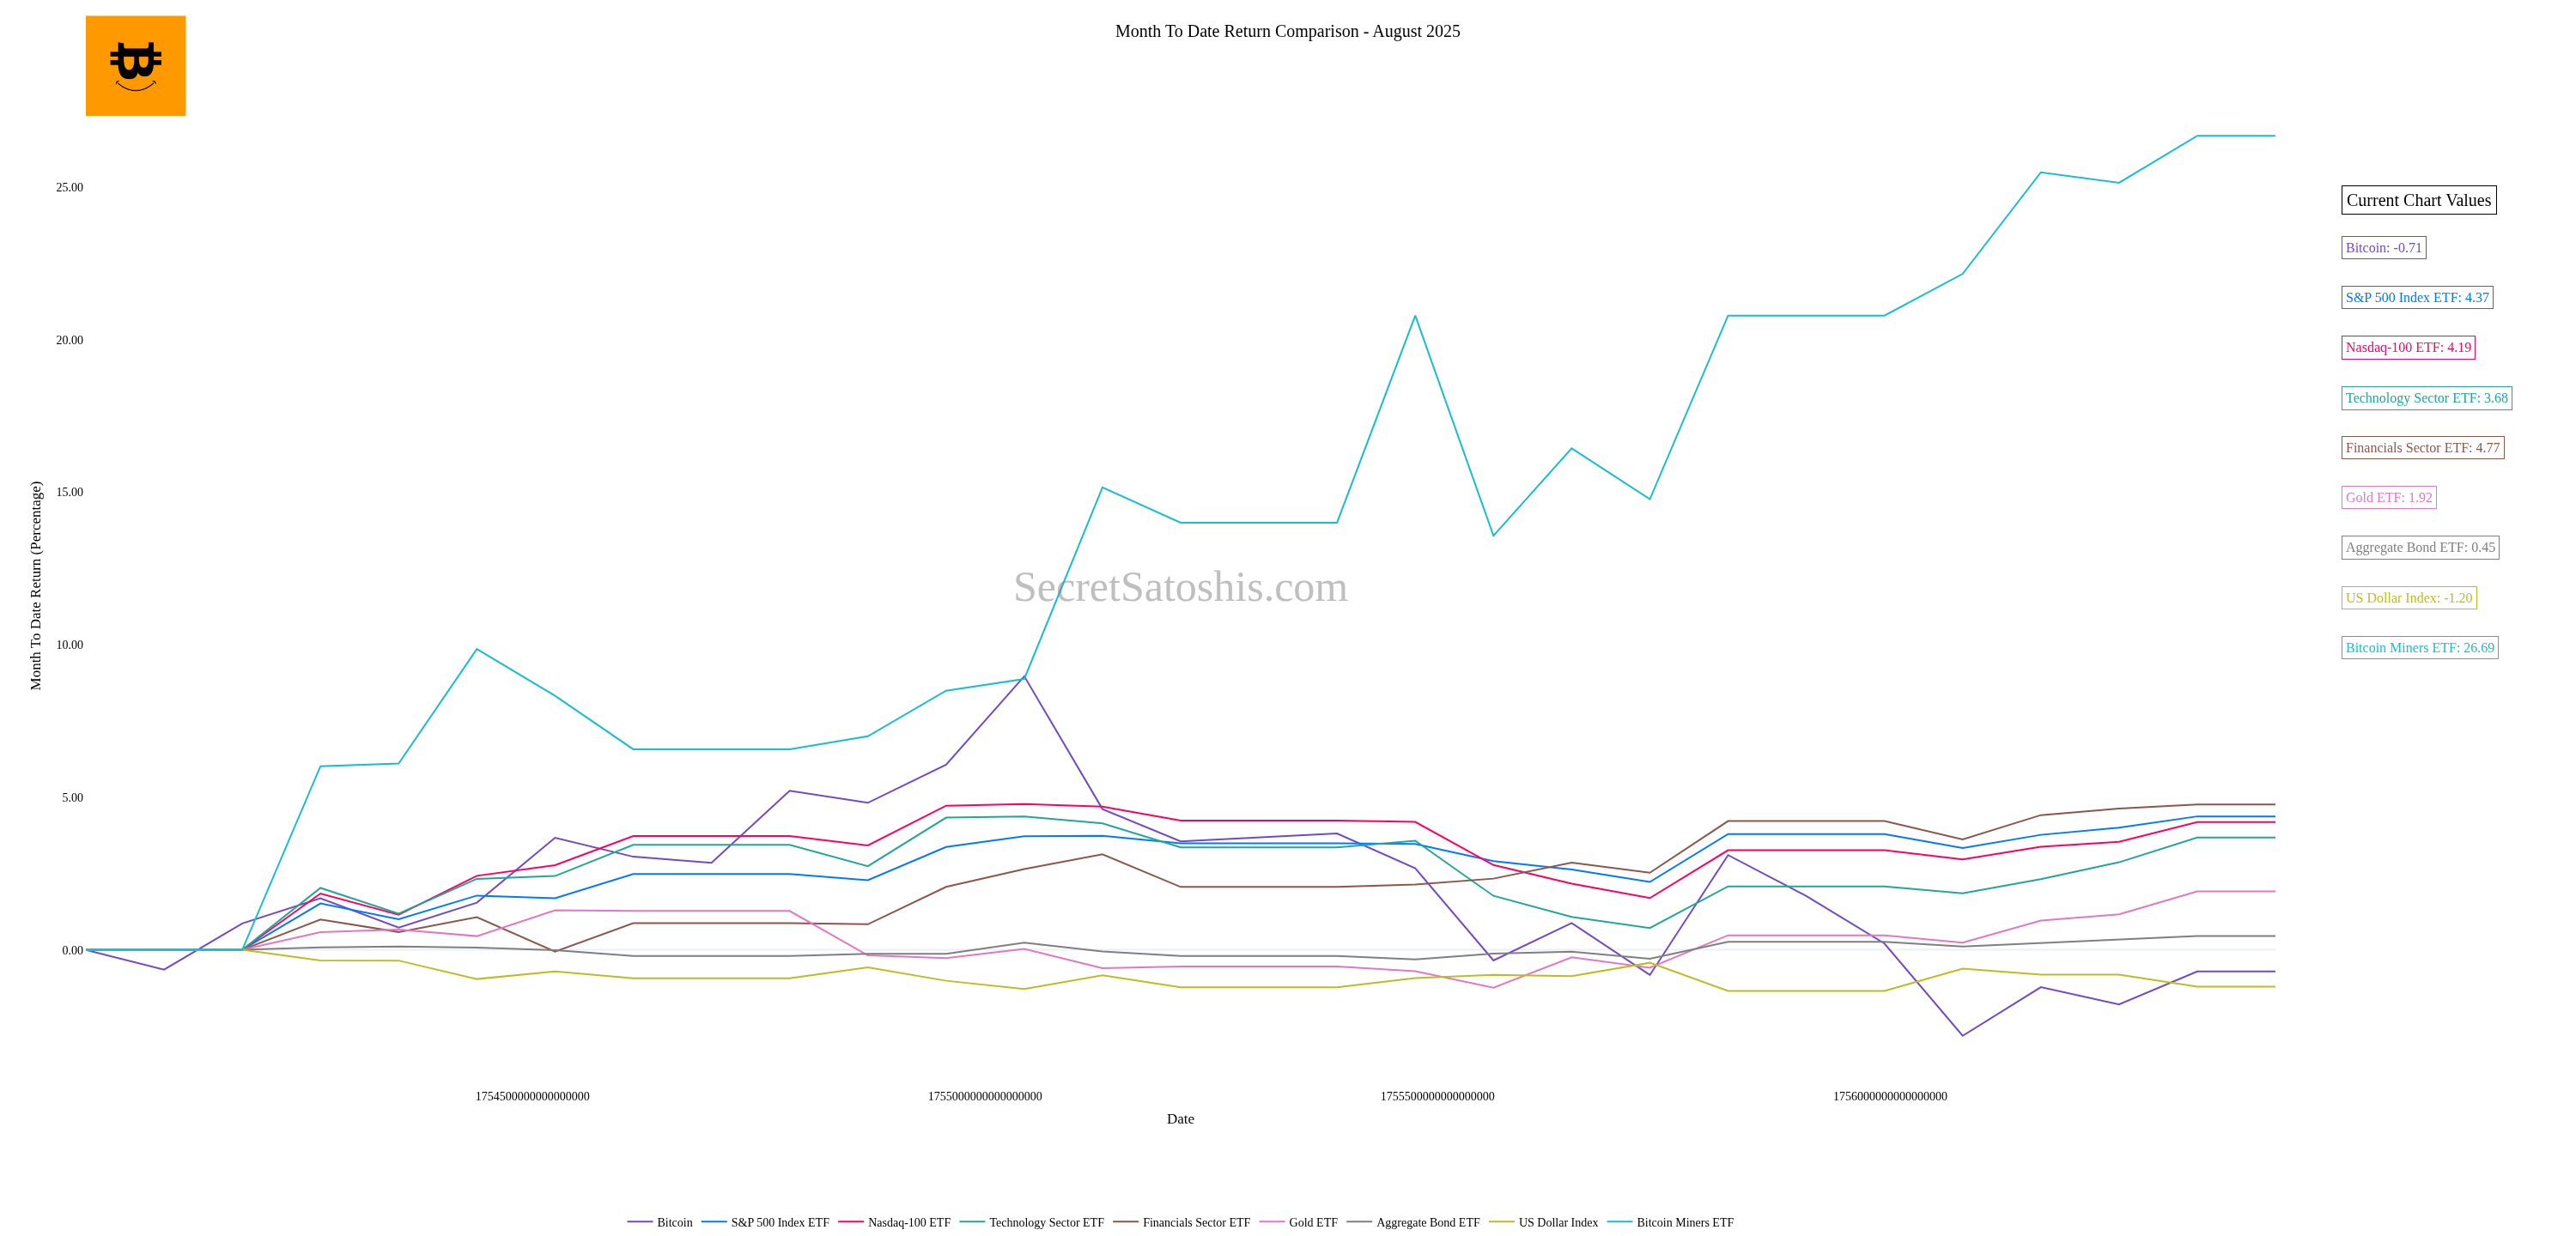 Month To Date Return Comparison - August 2025
25.00
20.00
15.00
10.00
5.00
0.00
Month To Date Return (Percentage)
SecretSatoshis.com
Current Chart Values
Bitcoin: -0.71
S&P 500 Index ETF: 4.37
Nasdaq-100 ETF: 4.19
Technology Sector ETF: 3.68
Financials Sector ETF: 4.77
Gold ETF: 1.92
Aggregate Bond ETF: 0.45
US Dollar Index: -1.20
Bitcoin Miners ETF: 26.69
1754500000000000000 1755000000000000000 1755500000000000000 1756000000000000000
Date
Bitcoin S&P 500 Index ETF Nasdaq-100 ETF Technology Sector ETF Financials Sector ETF Gold ETF Aggregate Bond ETF US Dollar Index Bitcoin Miners ETF